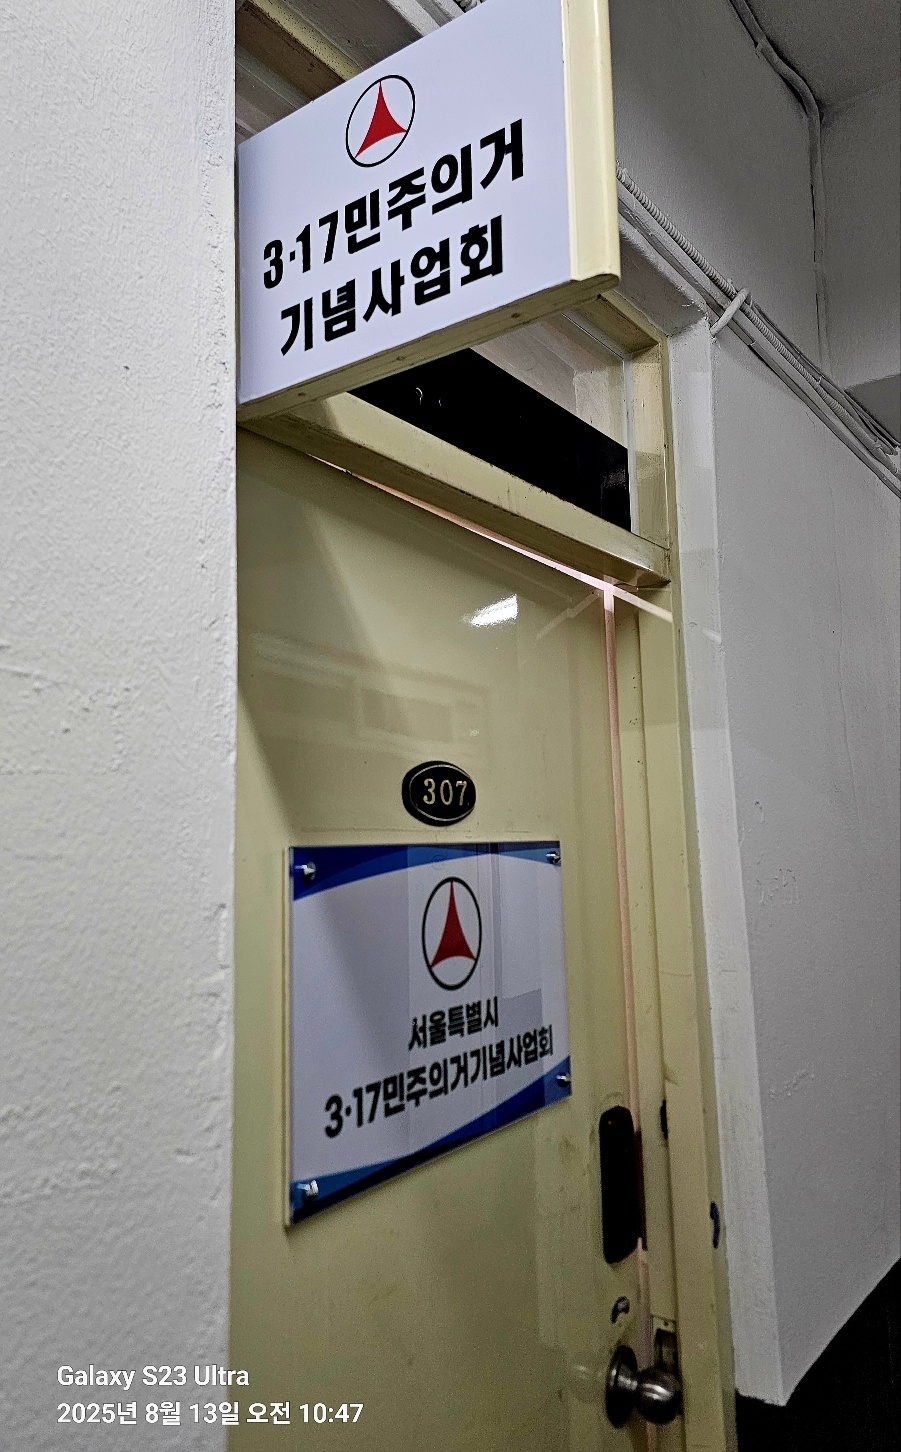 3·17민주의거
기념사업회
307
서울특별시
3·17민주의거기념사업회
Galaxy S23 Ultra
2025년 8월 13일 오전 10:47